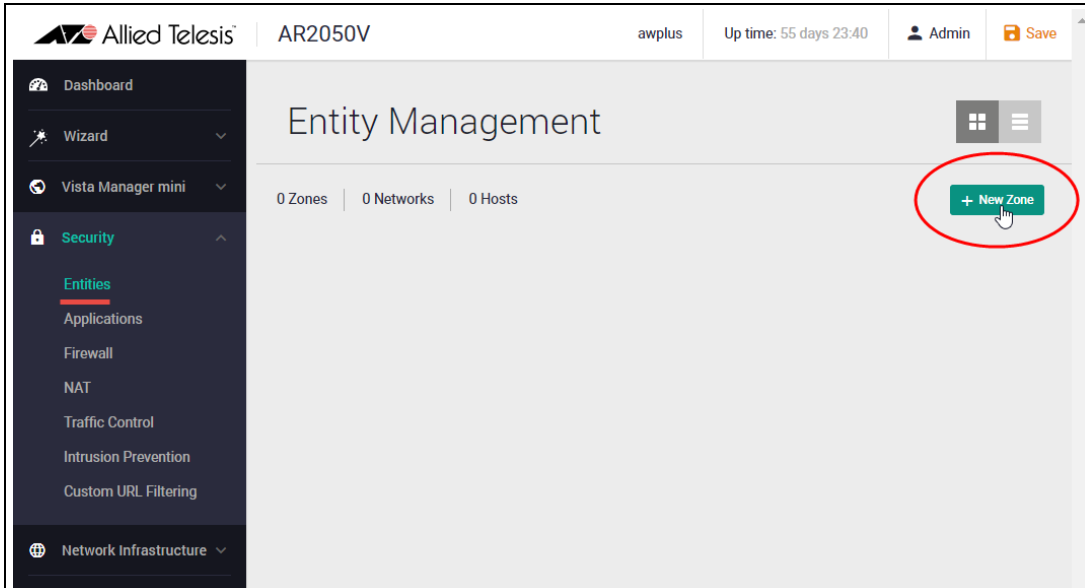 Allied Telesis AR2050V awplus Up time: 55 days 23:40 Admin Save
Dashboard
Wizard
Vista Manager mini
Security
Entities
Applications
Firewall
NAT
Traffic Control
Intrusion Prevention
Custom URL Filtering
Network Infrastructure
Entity Management
0 Zones 0 Networks 0 Hosts
+ New Zone